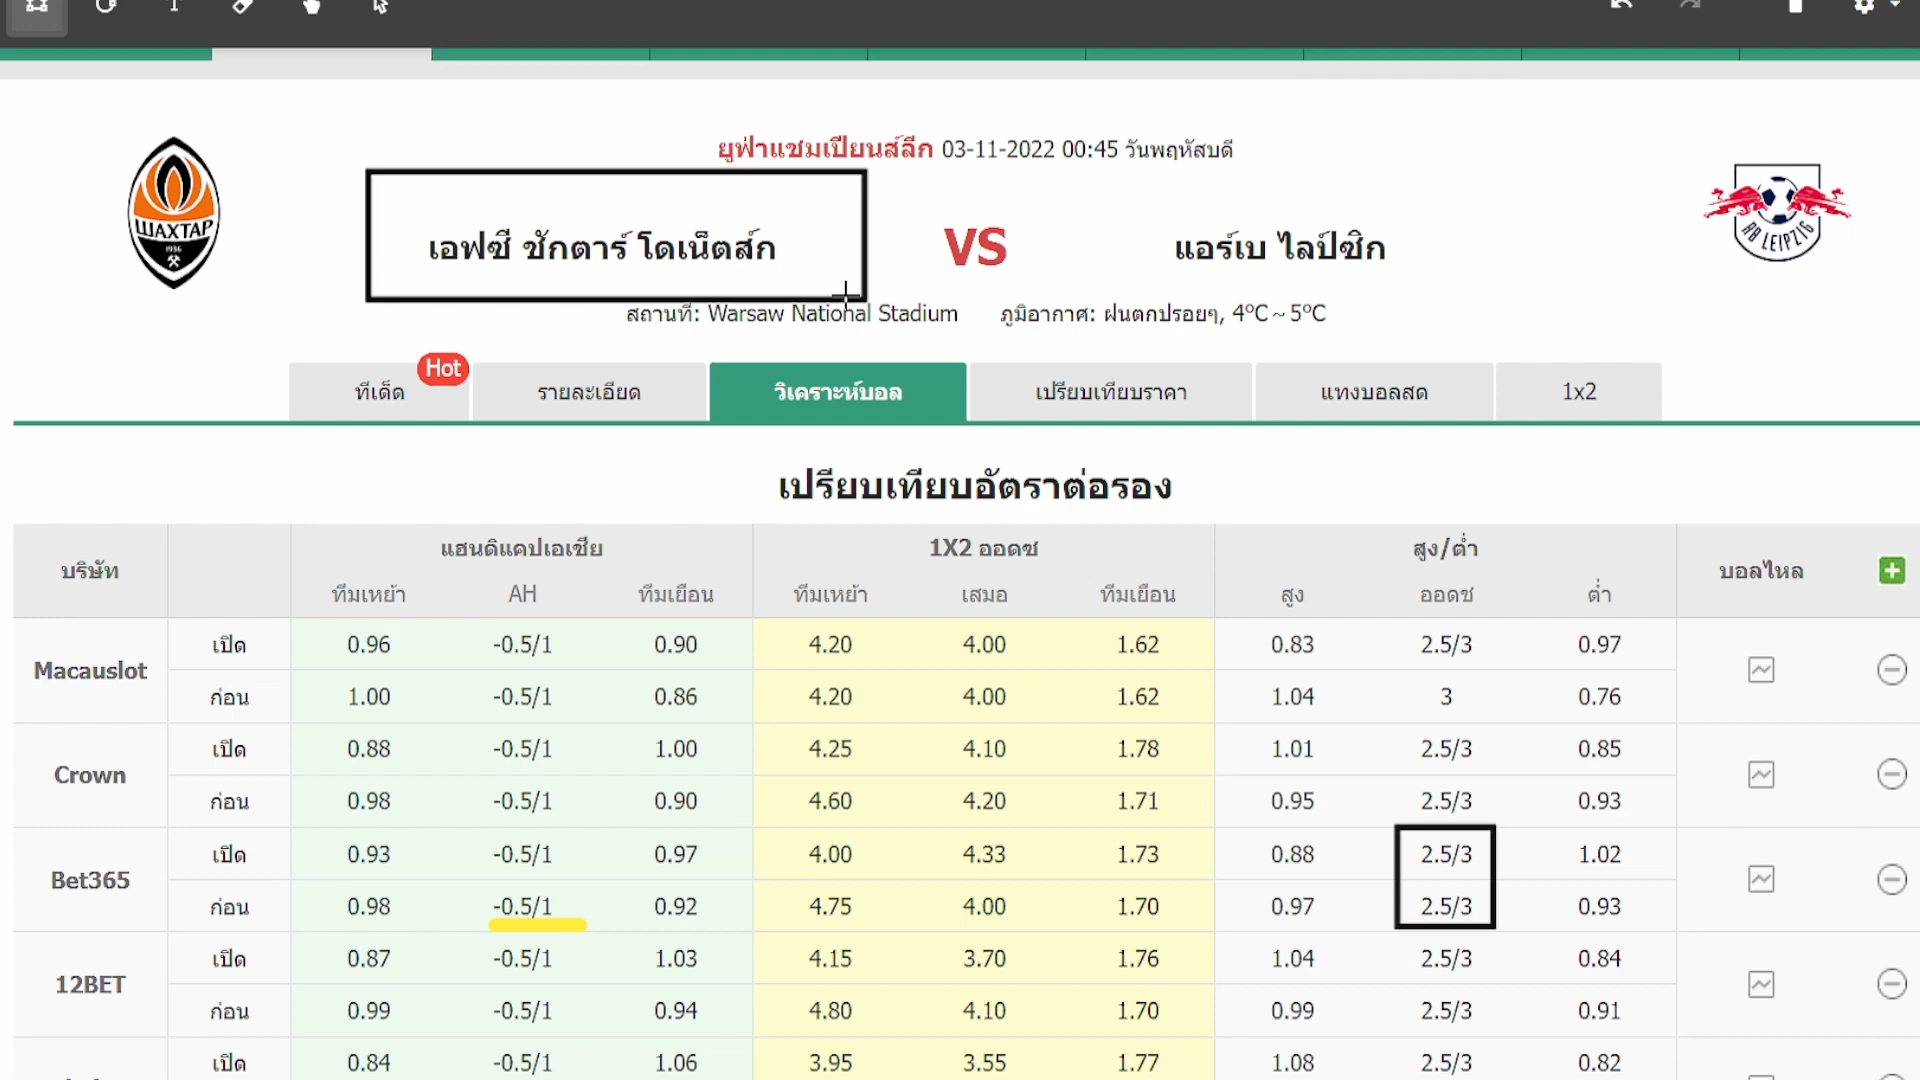 ยูฟ่าแชมเปียนส์ลีก 03-11-2022 00:45 วันพฤหัสบดี
ШАХТАР
1936
เอฟซี ชักตาร์ โดเน็ตส์ก VS แอร์เบ ไลป์ซิก
RB LEIPZIG
สถานที่: Warsaw National Stadium ภูมิอากาศ: ฝนตกปรอยๆ, 4°C～5°C
ทีเด็ด Hot รายละเอียด วิเคราะห์บอล เปรียบเทียบราคา แทงบอลสด 1x2
เปรียบเทียบอัตราต่อรอง
บริษัท แฮนดิแคปเอเชีย 1X2 ออดซ์ สูง/ต่ำ บอลไหล
ทีมเหย้า AH ทีมเยือน ทีมเหย้า เสมอ ทีมเยือน สูง ออดซ์ ต่ำ
Macauslot
เปิด 0.96 -0.5/1 0.90 4.20 4.00 1.62 0.83 2.5/3 0.97
ก่อน 1.00 -0.5/1 0.86 4.20 4.00 1.62 1.04 3 0.76
Crown
เปิด 0.88 -0.5/1 1.00 4.25 4.10 1.78 1.01 2.5/3 0.85
ก่อน 0.98 -0.5/1 0.90 4.60 4.20 1.71 0.95 2.5/3 0.93
Bet365
เปิด 0.93 -0.5/1 0.97 4.00 4.33 1.73 0.88 2.5/3 1.02
ก่อน 0.98 -0.5/1 0.92 4.75 4.00 1.70 0.97 2.5/3 0.93
12BET
เปิด 0.87 -0.5/1 1.03 4.15 3.70 1.76 1.04 2.5/3 0.84
ก่อน 0.99 -0.5/1 0.94 4.80 4.10 1.70 0.99 2.5/3 0.91
เปิด 0.84 -0.5/1 1.06 3.95 3.55 1.77 1.08 2.5/3 0.82